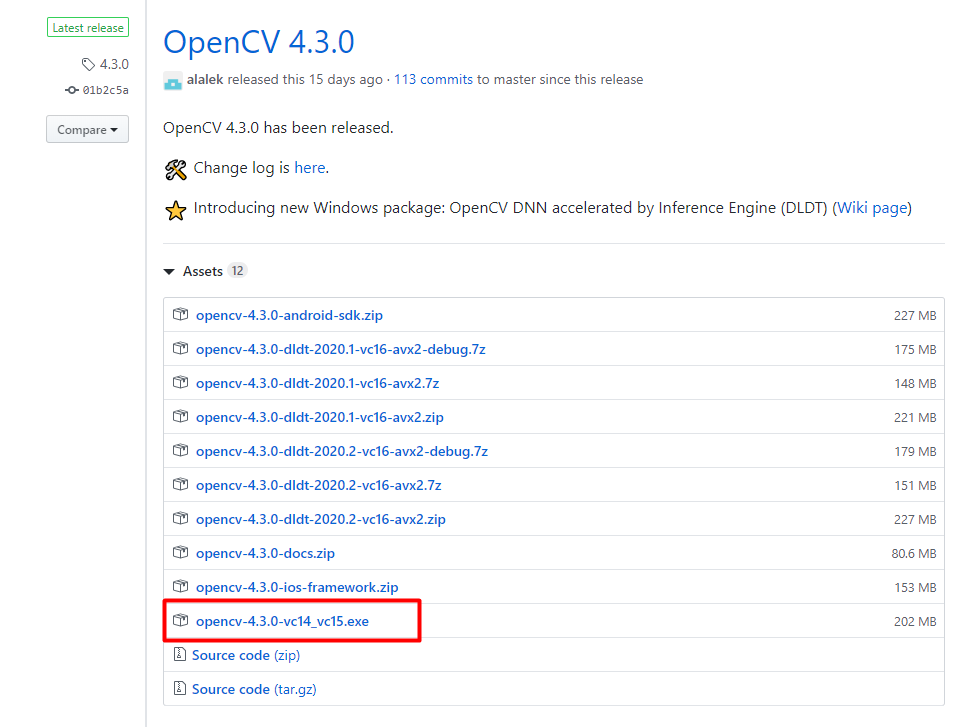 Latest release
4.3.0
01b2c5a
Compare
OpenCV 4.3.0
alalek released this 15 days ago · 113 commits to master since this release
OpenCV 4.3.0 has been released.
Change log is here.
Introducing new Windows package: OpenCV DNN accelerated by Inference Engine (DLDT) (Wiki page)
Assets 12
opencv-4.3.0-android-sdk.zip 227 MB
opencv-4.3.0-dldt-2020.1-vc16-avx2-debug.7z 175 MB
opencv-4.3.0-dldt-2020.1-vc16-avx2.7z 148 MB
opencv-4.3.0-dldt-2020.1-vc16-avx2.zip 221 MB
opencv-4.3.0-dldt-2020.2-vc16-avx2-debug.7z 179 MB
opencv-4.3.0-dldt-2020.2-vc16-avx2.7z 151 MB
opencv-4.3.0-dldt-2020.2-vc16-avx2.zip 227 MB
opencv-4.3.0-docs.zip 80.6 MB
opencv-4.3.0-ios-framework.zip 153 MB
opencv-4.3.0-vc14_vc15.exe 202 MB
Source code (zip)
Source code (tar.gz)